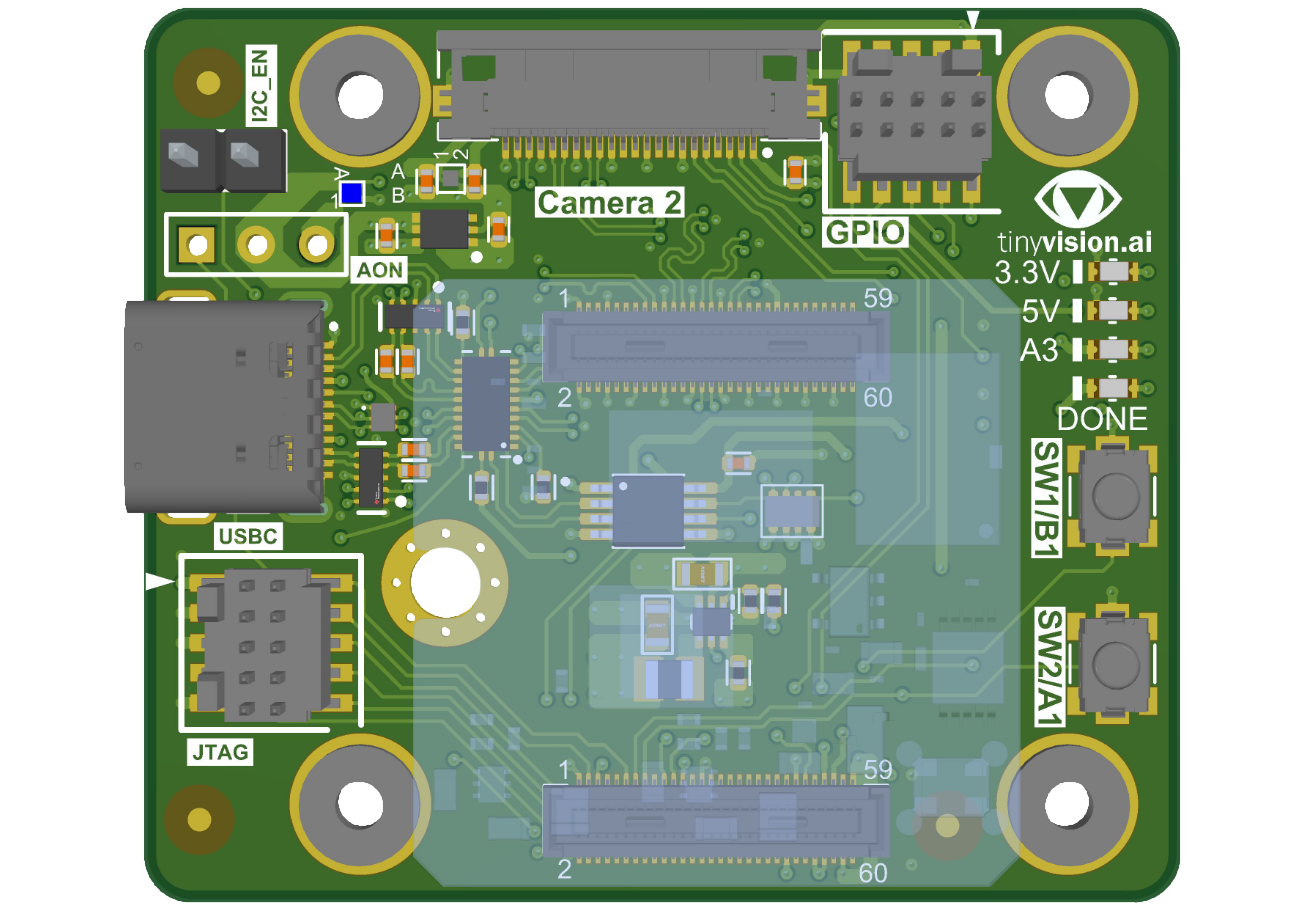 I2C_EN
1 2
A
B
A
1
Camera 2
GPIO
tinyvision.ai
AON
3.3V
5V
A3
DONE
1
59
2
60
USBC
SW1/B1
SW2/A1
JTAG
1
59
2
60